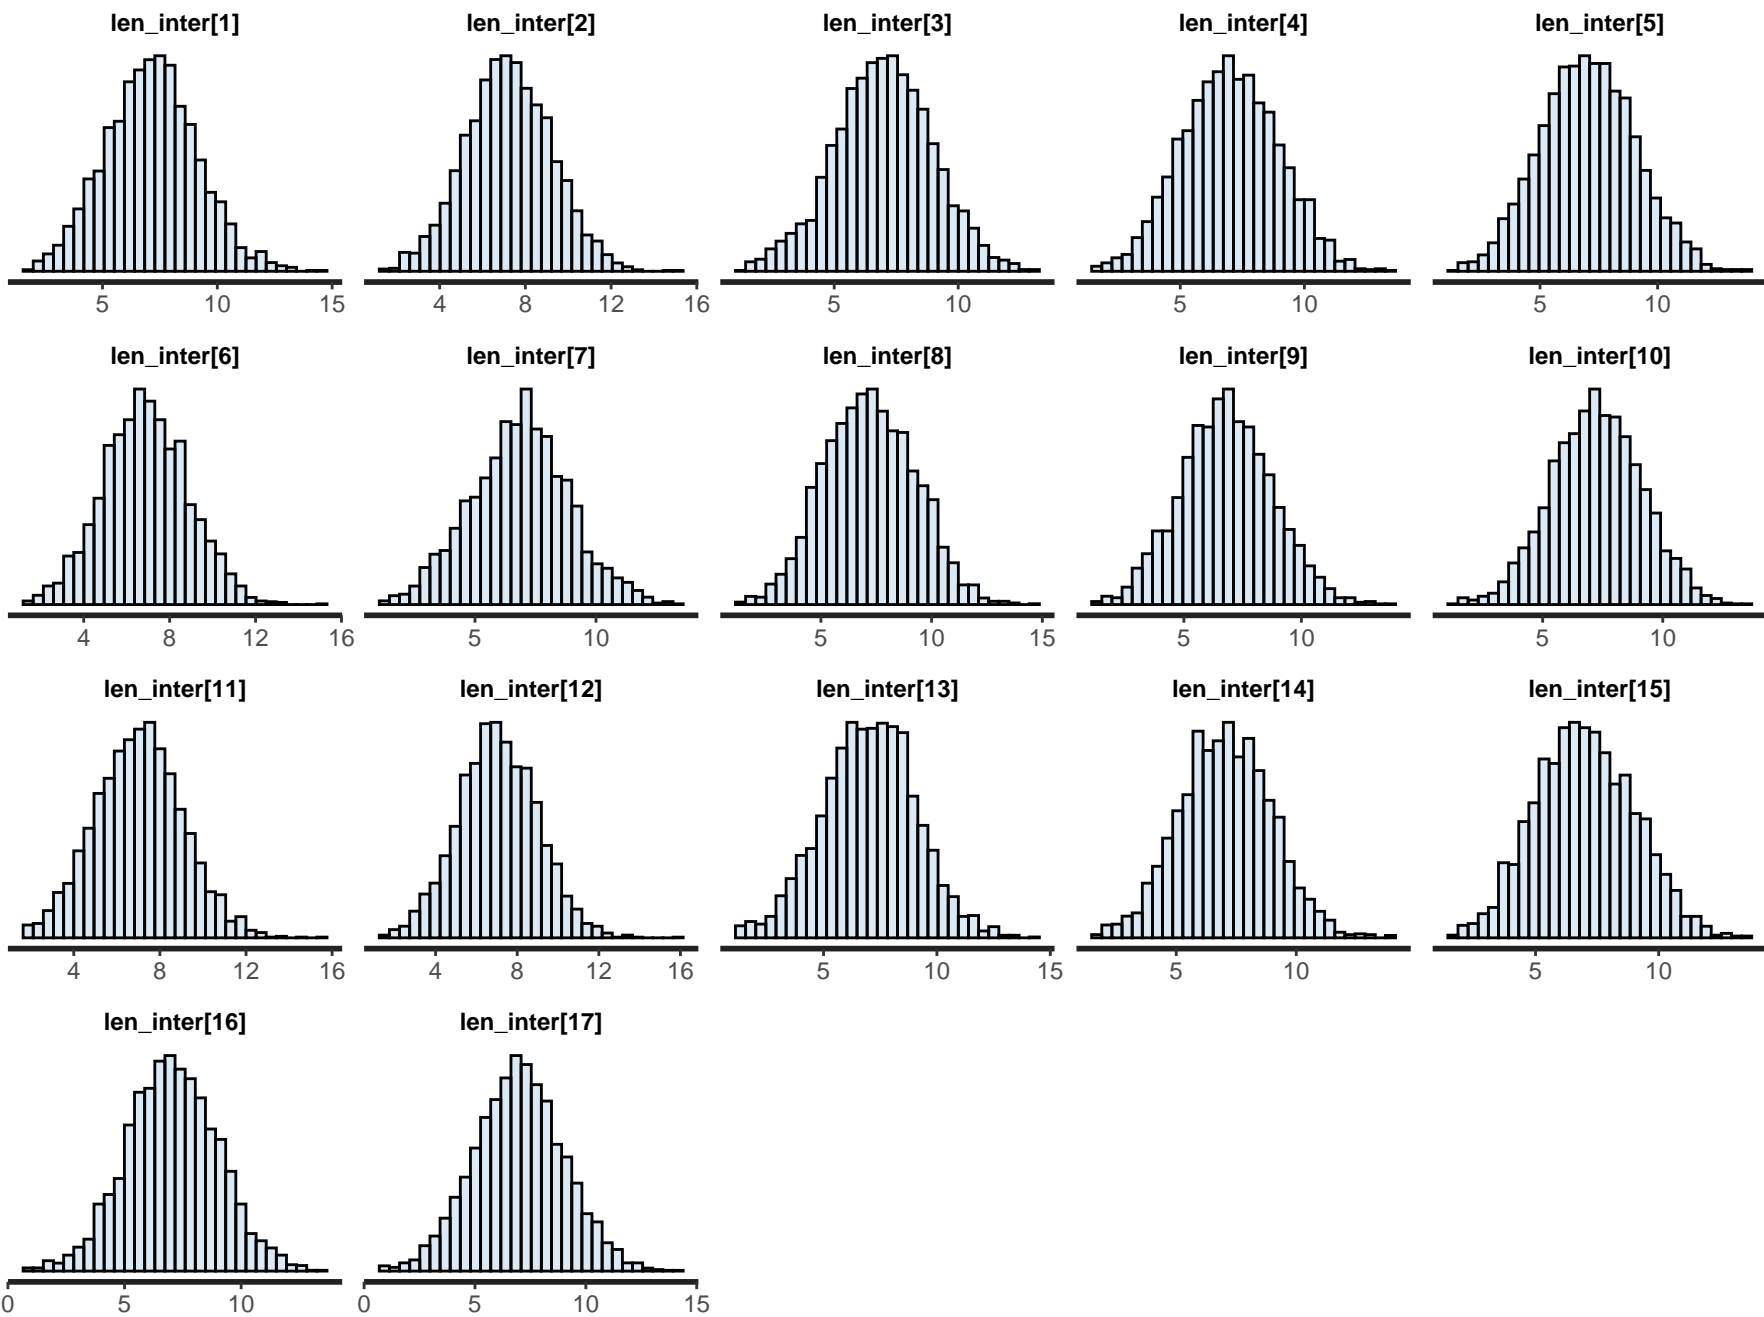 len_inter[1] len_inter[2] len_inter[3] len_inter[4] len_inter[5]
5 10 15 4 8 12 16 5 10 5 10 5 10
len_inter[6] len_inter[7] len_inter[8] len_inter[9] len_inter[10]
4 8 12 16 5 10 5 10 15 5 10 5 10
len_inter[11] len_inter[12] len_inter[13] len_inter[14] len_inter[15]
4 8 12 16 4 8 12 16 5 10 15 5 10 5 10
len_inter[16] len_inter[17]
0 5 10 0 5 10 15